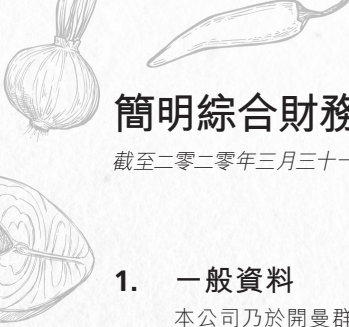 簡明綜合財務
截至二零二零年三月三十一
1. 一般資料
本公司乃於開曼群